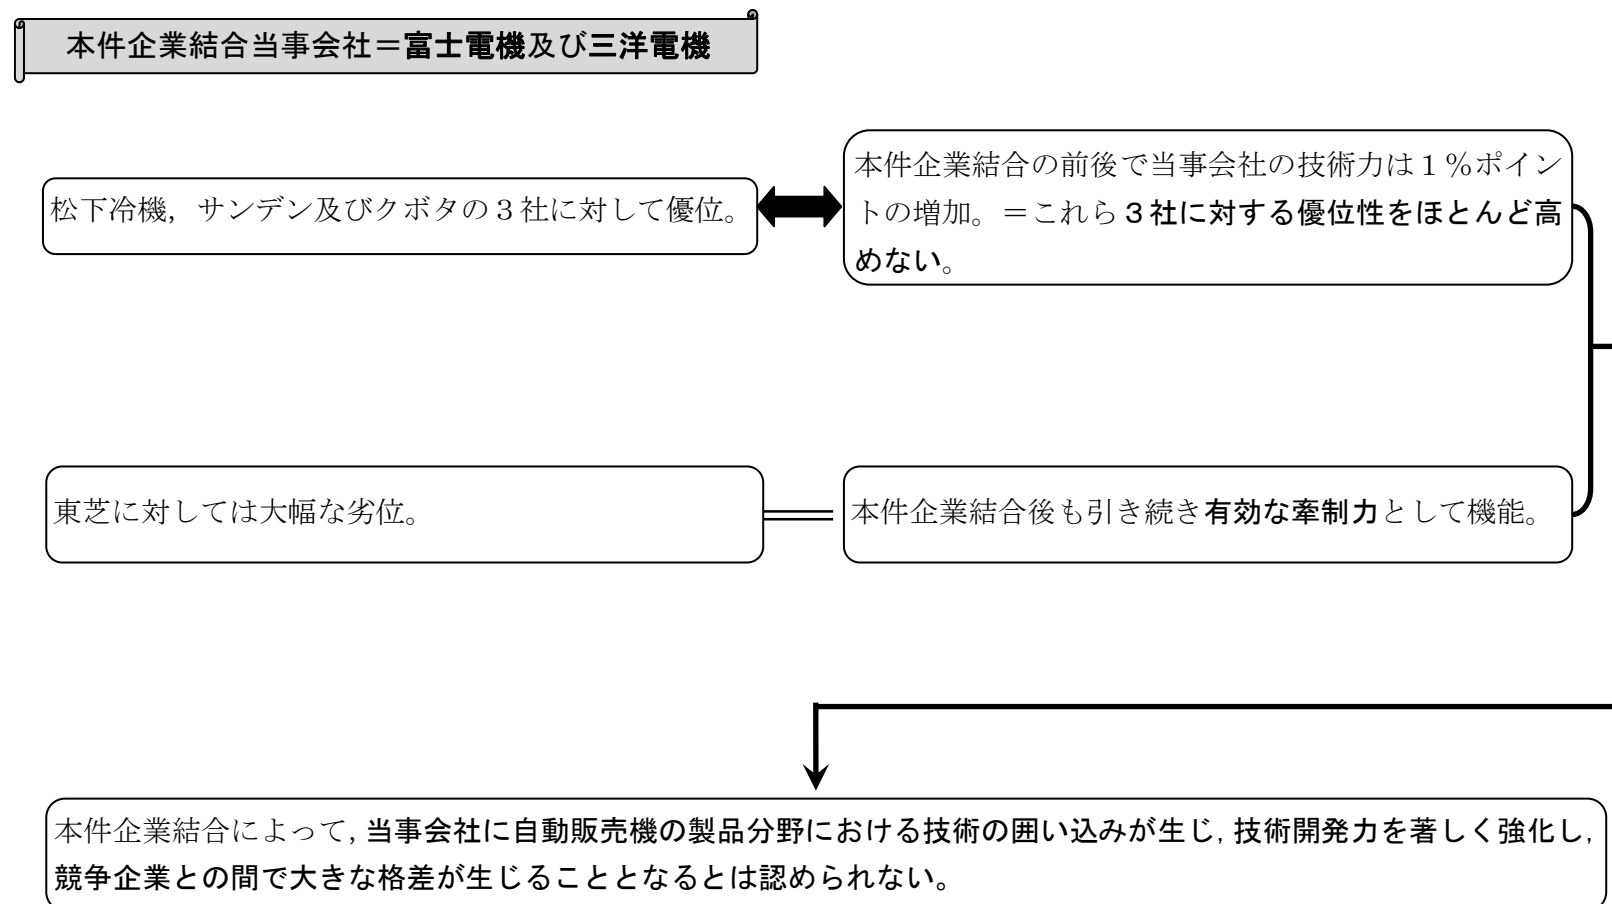 本件企業結合当事会社＝富士電機及び三洋電機
松下冷機，サンデン及びクボタの３社に対して優位。
本件企業結合の前後で当事会社の技術力は１％ポイン
トの増加。＝これら３社に対する優位性をほとんど高
めない。
東芝に対しては大幅な劣位。
本件企業結合後も引き続き有効な牽制力として機能。
本件企業結合によって，当事会社に自動販売機の製品分野における技術の囲い込みが生じ，技術開発力を著しく強化し，
競争企業との間で大きな格差が生じることとなるとは認められない。